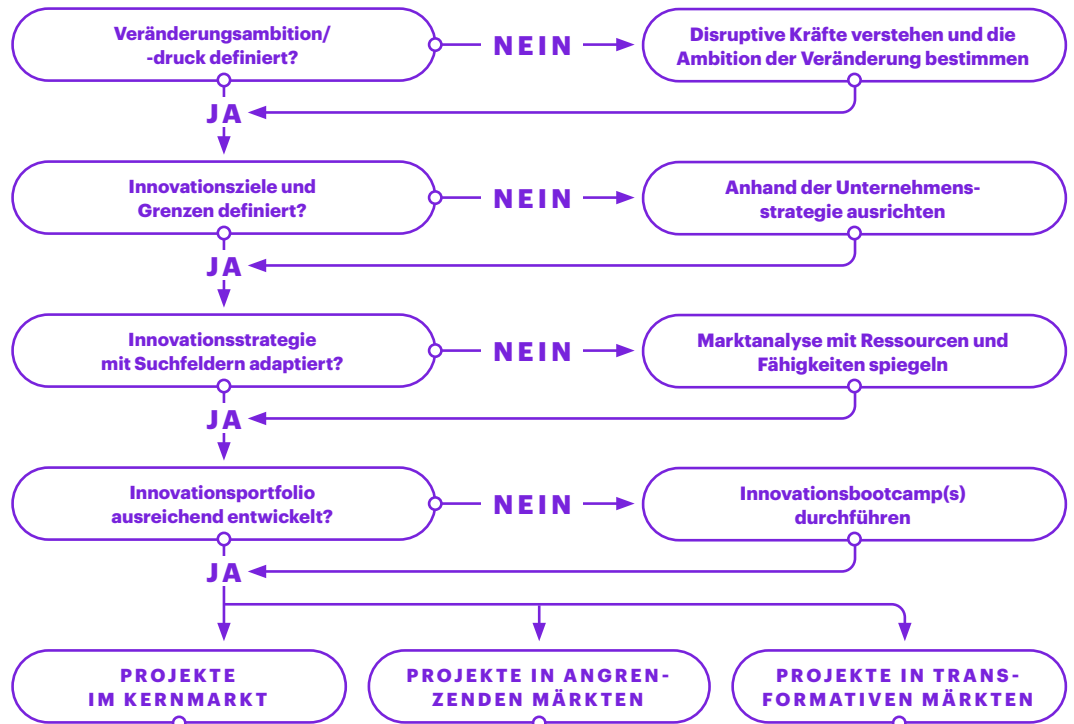 Veränderungsambition/
-druck definiert?
NEIN
Disruptive Kräfte verstehen und die
Ambition der Veränderung bestimmen
JA
Innovationsziele und
Grenzen definiert?
NEIN
Anhand der Unternehmens-
strategie ausrichten
JA
Innovationsstrategie
mit Suchfeldern adaptiert?
NEIN
Marktanalyse mit Ressourcen und
Fähigkeiten spiegeln
JA
Innovationsportfolio
ausreichend entwickelt?
NEIN
Innovationsbootcamp(s)
durchführen
JA
PROJEKTE
IM KERNMARKT
PROJEKTE IN ANGREN-
ZENDEN MÄRKTEN
PROJEKTE IN TRANS-
FORMATIVEN MÄRKTEN